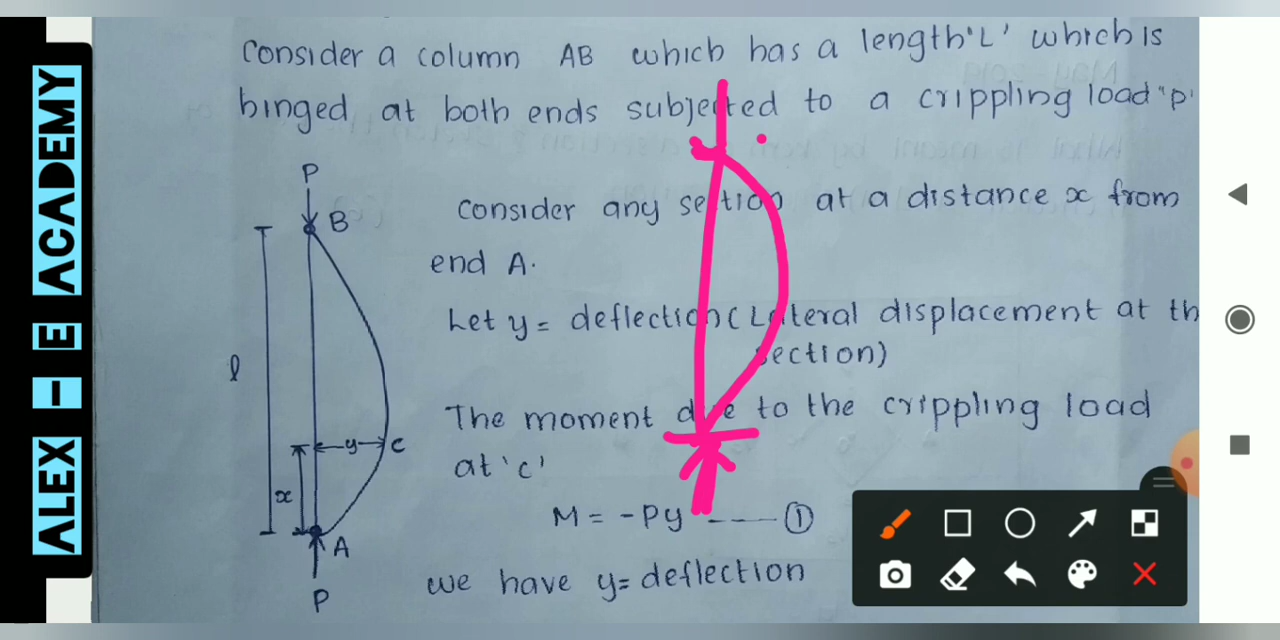 ALEX – E ACADEMY
Consider a column AB which has a length 'L' which is
hinged at both ends subjected to a crippling load "P"
P
B
Consider any section at a distance x from
end A.
Let y = deflection (Lateral displacement at th
section)
l
The moment due to the crippling load
y C
at 'c'
x
M = -Py ---- ①
A
we have y = deflection
P